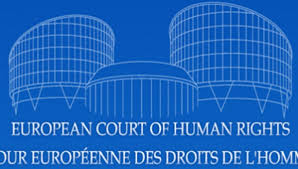 EUROPEAN COURT OF HUMAN RIGHTS
OUR EUROPÉENNE DES DROITS DE L'HOMM